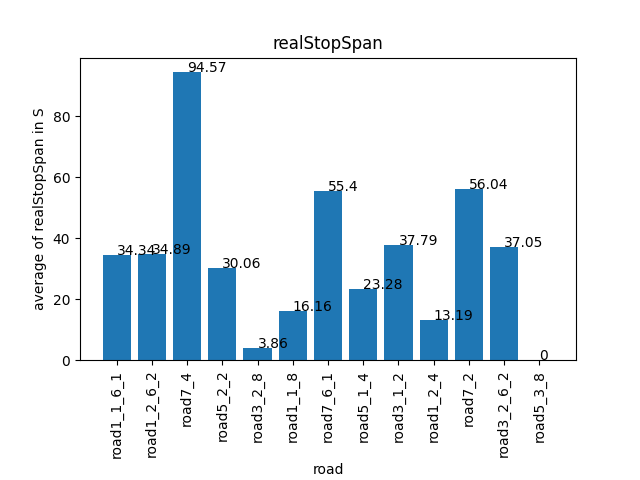 realStopSpan
average of realStopSpan in S
80
60
40
20
0
34.34
34.89
94.57
30.06
3.86
16.16
55.4
23.28
37.79
13.19
56.04
37.05
0
road1_1_6_1
road1_2_6_2
road7_4
road5_2_2
road3_2_8
road1_1_8
road7_6_1
road5_1_4
road3_1_2
road1_2_4
road7_2
road3_2_6_2
road5_3_8
road